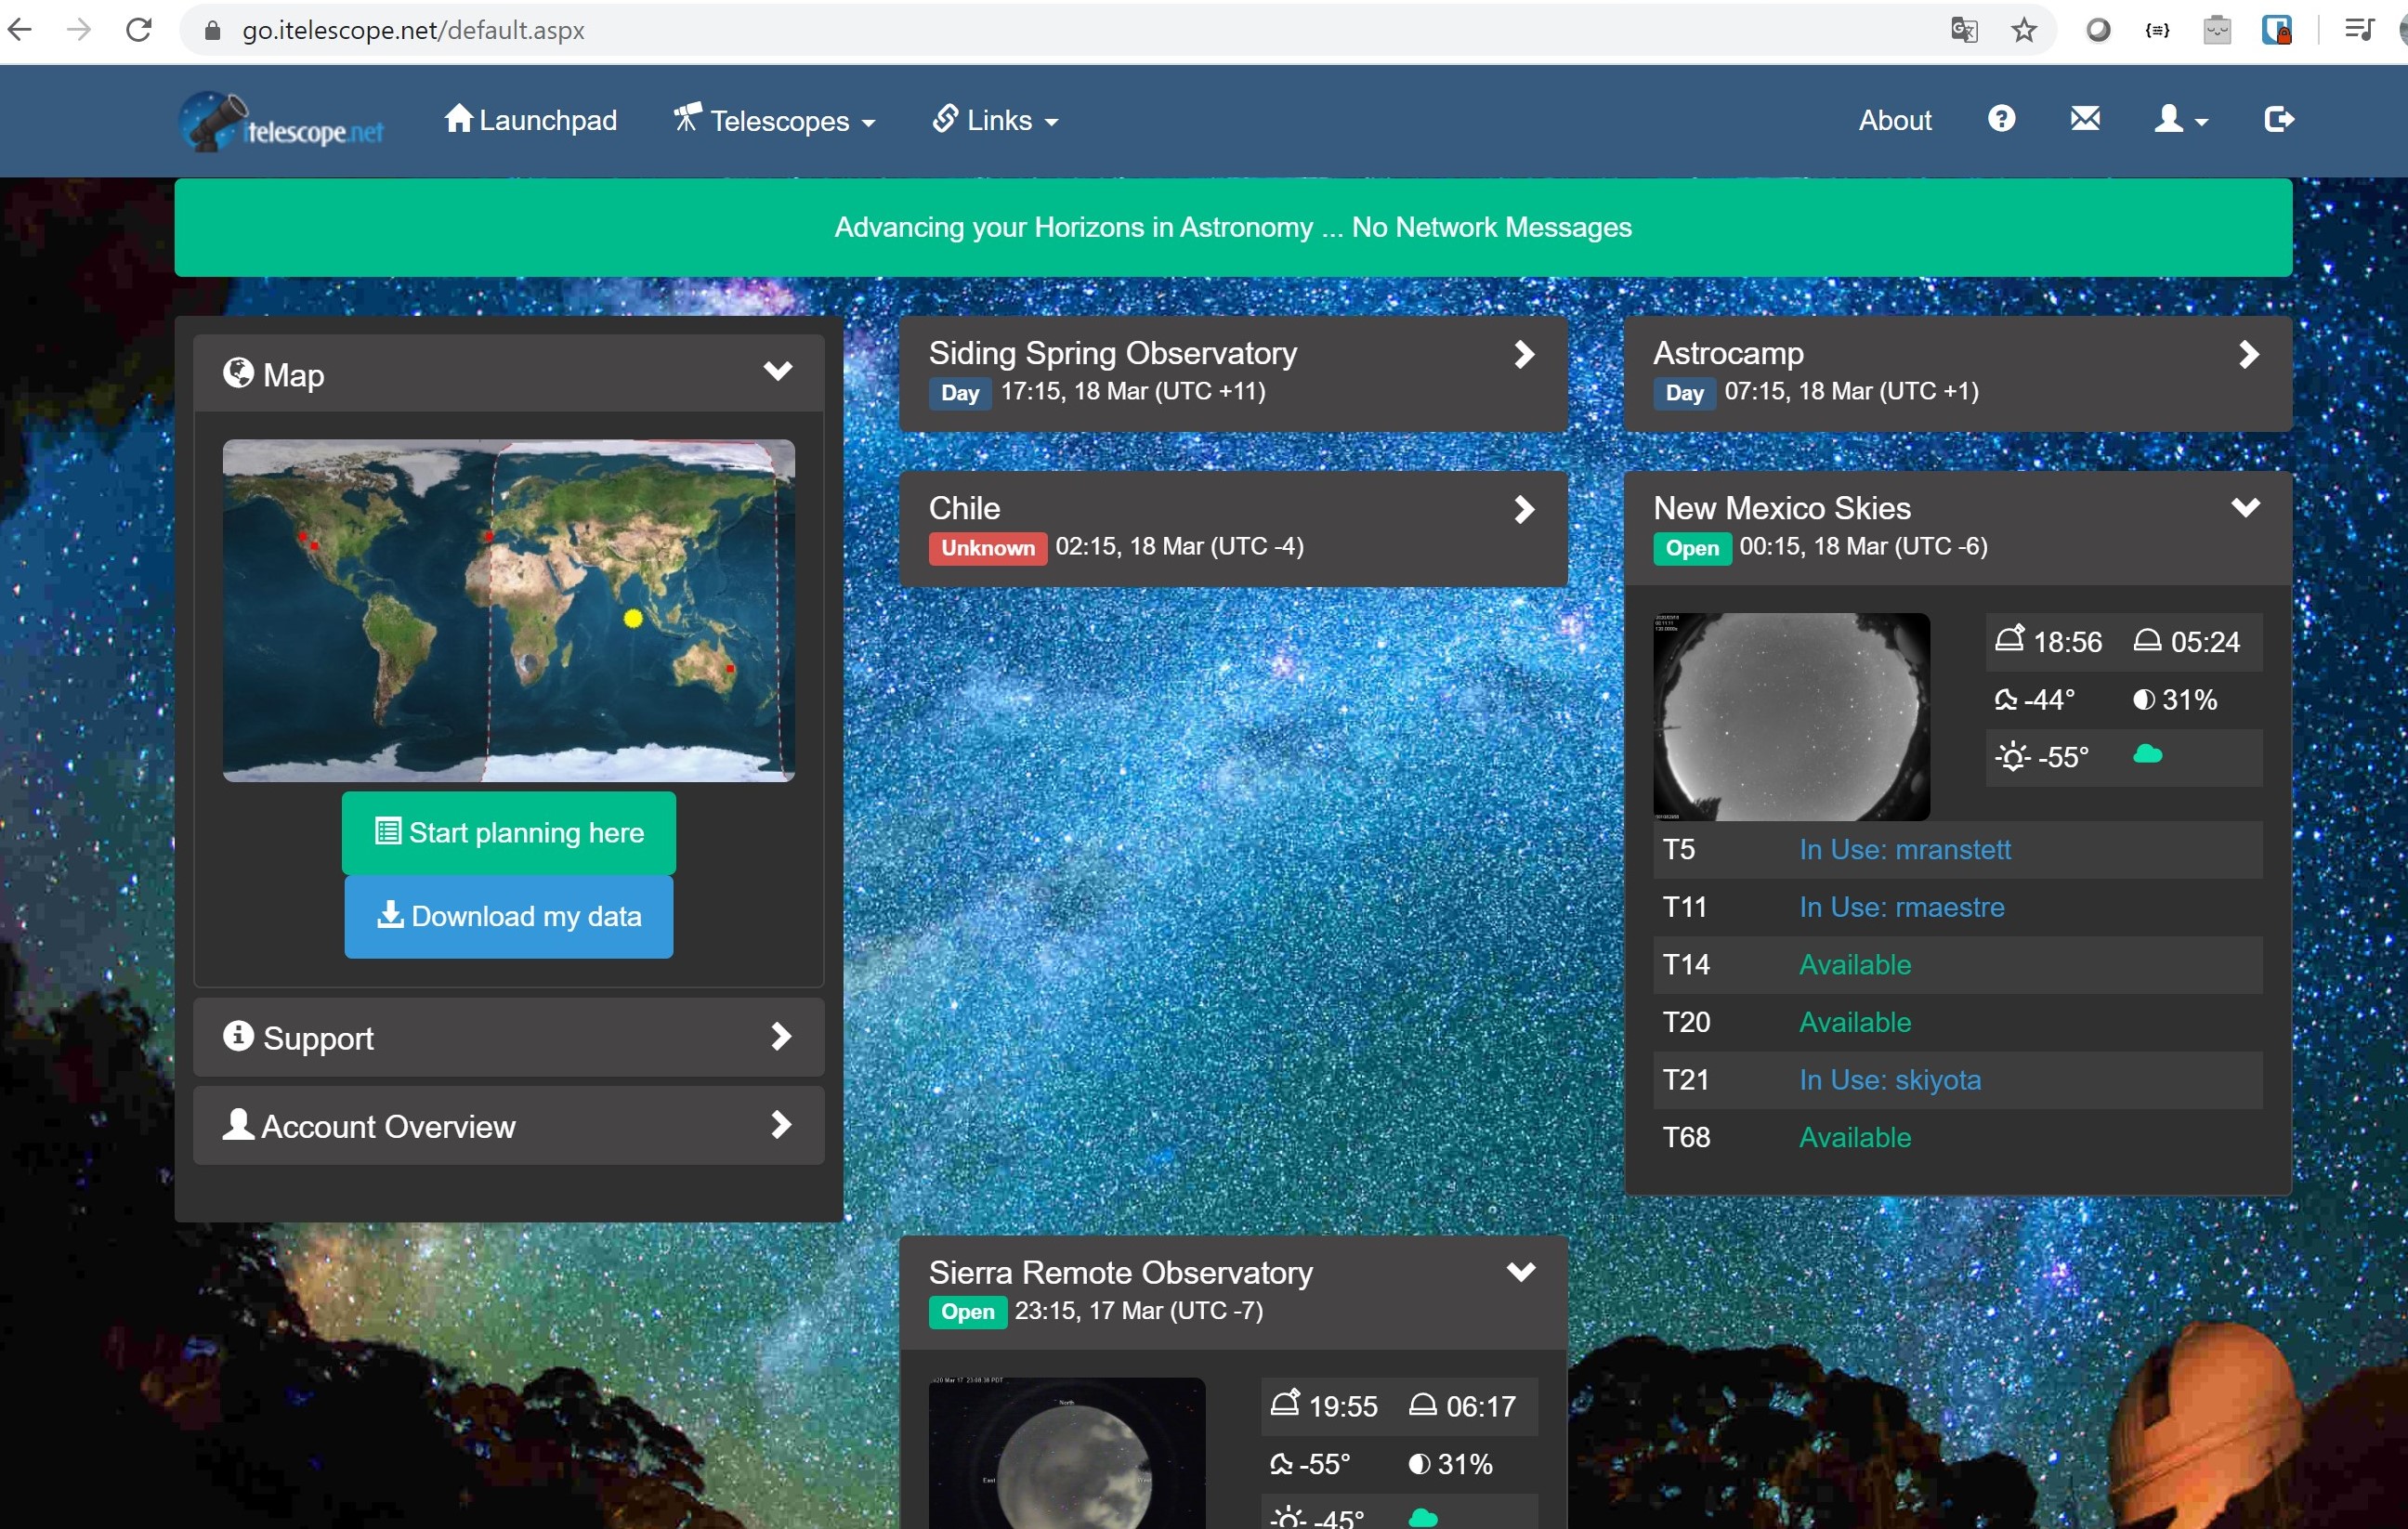 go.itelescope.net/default.aspx
itelescope.net
Launchpad
Telescopes
Links
About
Advancing your Horizons in Astronomy ... No Network Messages
Map
Start planning here
Download my data
Support
Account Overview
Siding Spring Observatory
Day 17:15, 18 Mar (UTC +11)
Astrocamp
Day 07:15, 18 Mar (UTC +1)
Chile
Unknown 02:15, 18 Mar (UTC -4)
New Mexico Skies
Open 00:15, 18 Mar (UTC -6)
18:56 05:24
-44° 31%
-55°
T5 In Use: mranstett
T11 In Use: rmaestre
T14 Available
T20 Available
T21 In Use: skiyota
T68 Available
Sierra Remote Observatory
Open 23:15, 17 Mar (UTC -7)
North
East
19:55 06:17
-55° 31%
-45°